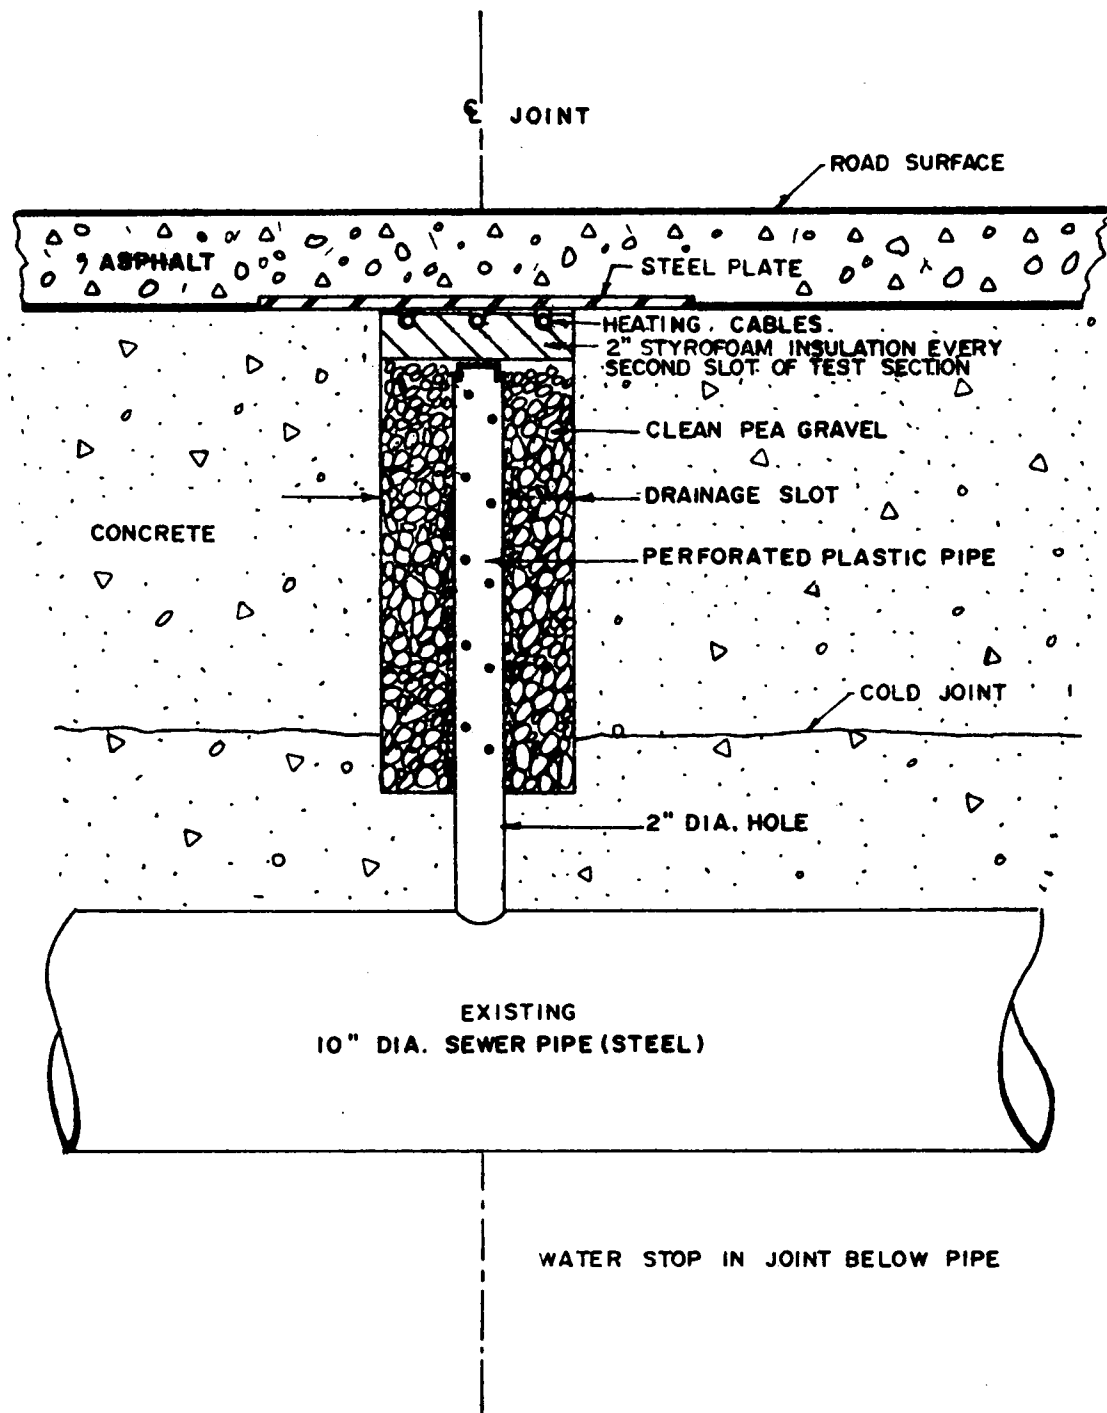 ℄ JOINT
ROAD SURFACE
ASPHALT
STEEL PLATE
HEATING CABLES.
2" STYROFOAM INSULATION EVERY
SECOND SLOT OF TEST SECTION
CLEAN PEA GRAVEL
DRAINAGE SLOT
CONCRETE
PERFORATED PLASTIC PIPE
COLD JOINT
2" DIA. HOLE
EXISTING
10" DIA. SEWER PIPE (STEEL)
WATER STOP IN JOINT BELOW PIPE